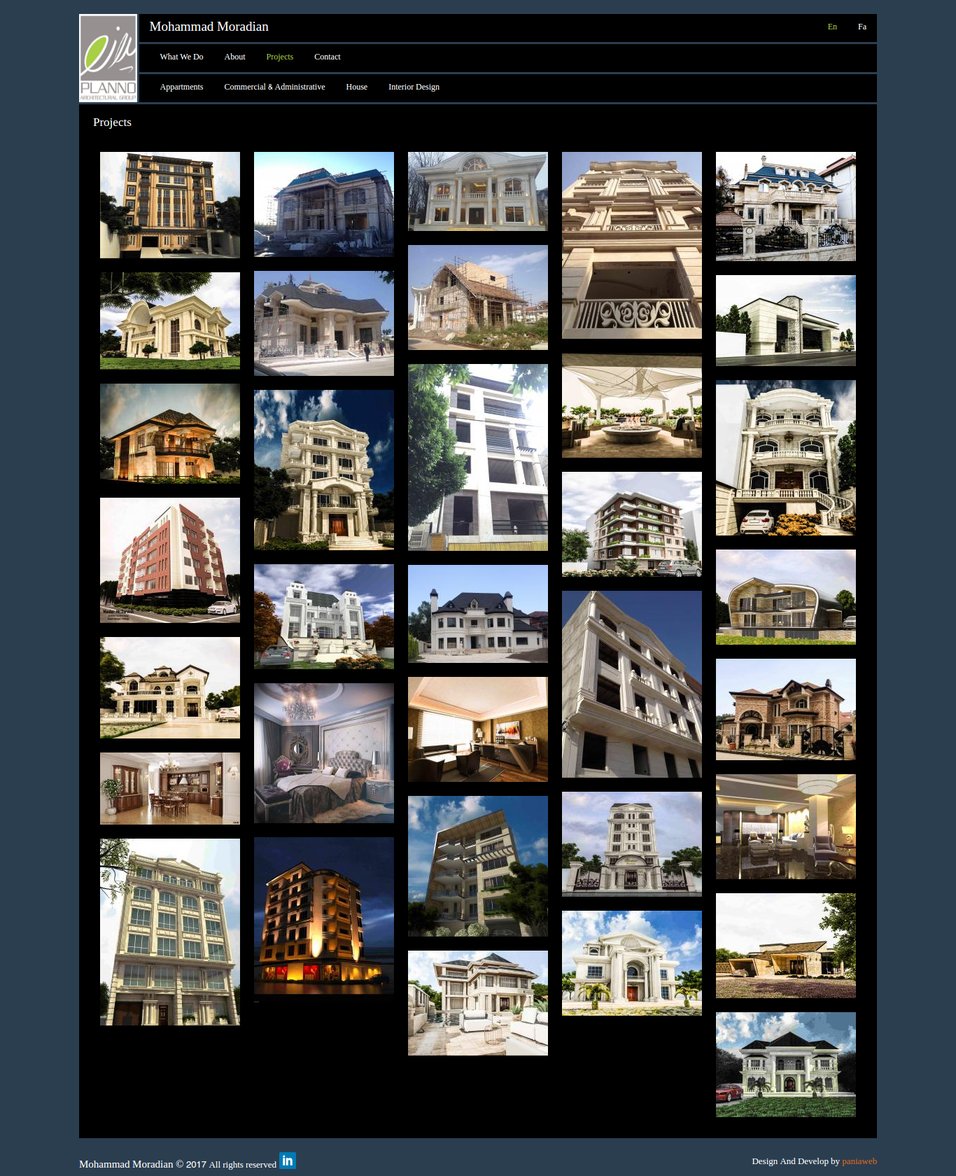 Mohammad Moradian
En Fa
What We Do About Projects Contact
Appartments Commercial & Administrative House Interior Design
PLANNO
ARCHITECTURAL GROUP
Projects
Mohammad Moradian © 2017 All rights reserved in
Design And Develop by paniaweb